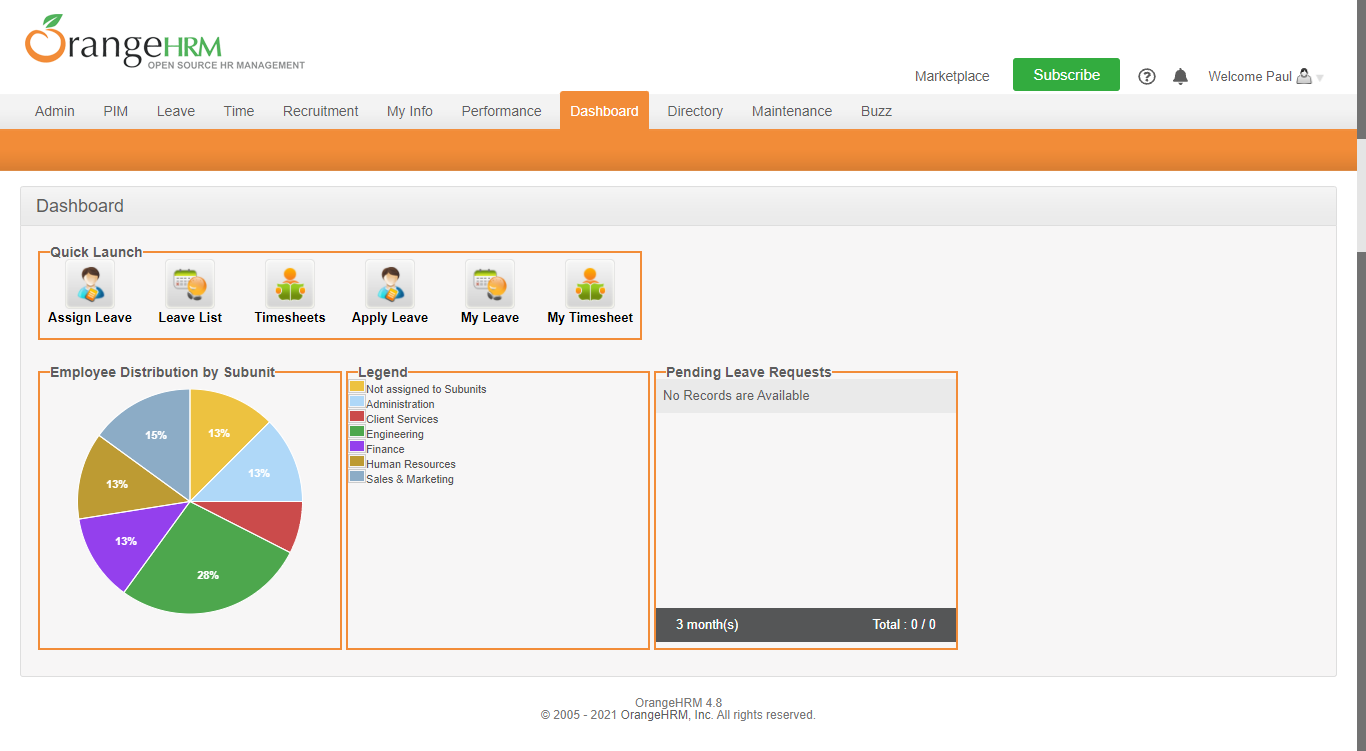 OrangeHRM
OPEN SOURCE HR MANAGEMENT
Marketplace Subscribe Welcome Paul
Admin PIM Leave Time Recruitment My Info Performance Dashboard Directory Maintenance Buzz
Dashboard
Quick Launch
Assign Leave Leave List Timesheets Apply Leave My Leave My Timesheet
Employee Distribution by Subunit
13%
13%
28%
13%
13%
15%
Legend
Not assigned to Subunits
Administration
Client Services
Engineering
Finance
Human Resources
Sales & Marketing
Pending Leave Requests
No Records are Available
3 month(s) Total : 0 / 0
OrangeHRM 4.8
© 2005 - 2021 OrangeHRM, Inc. All rights reserved.